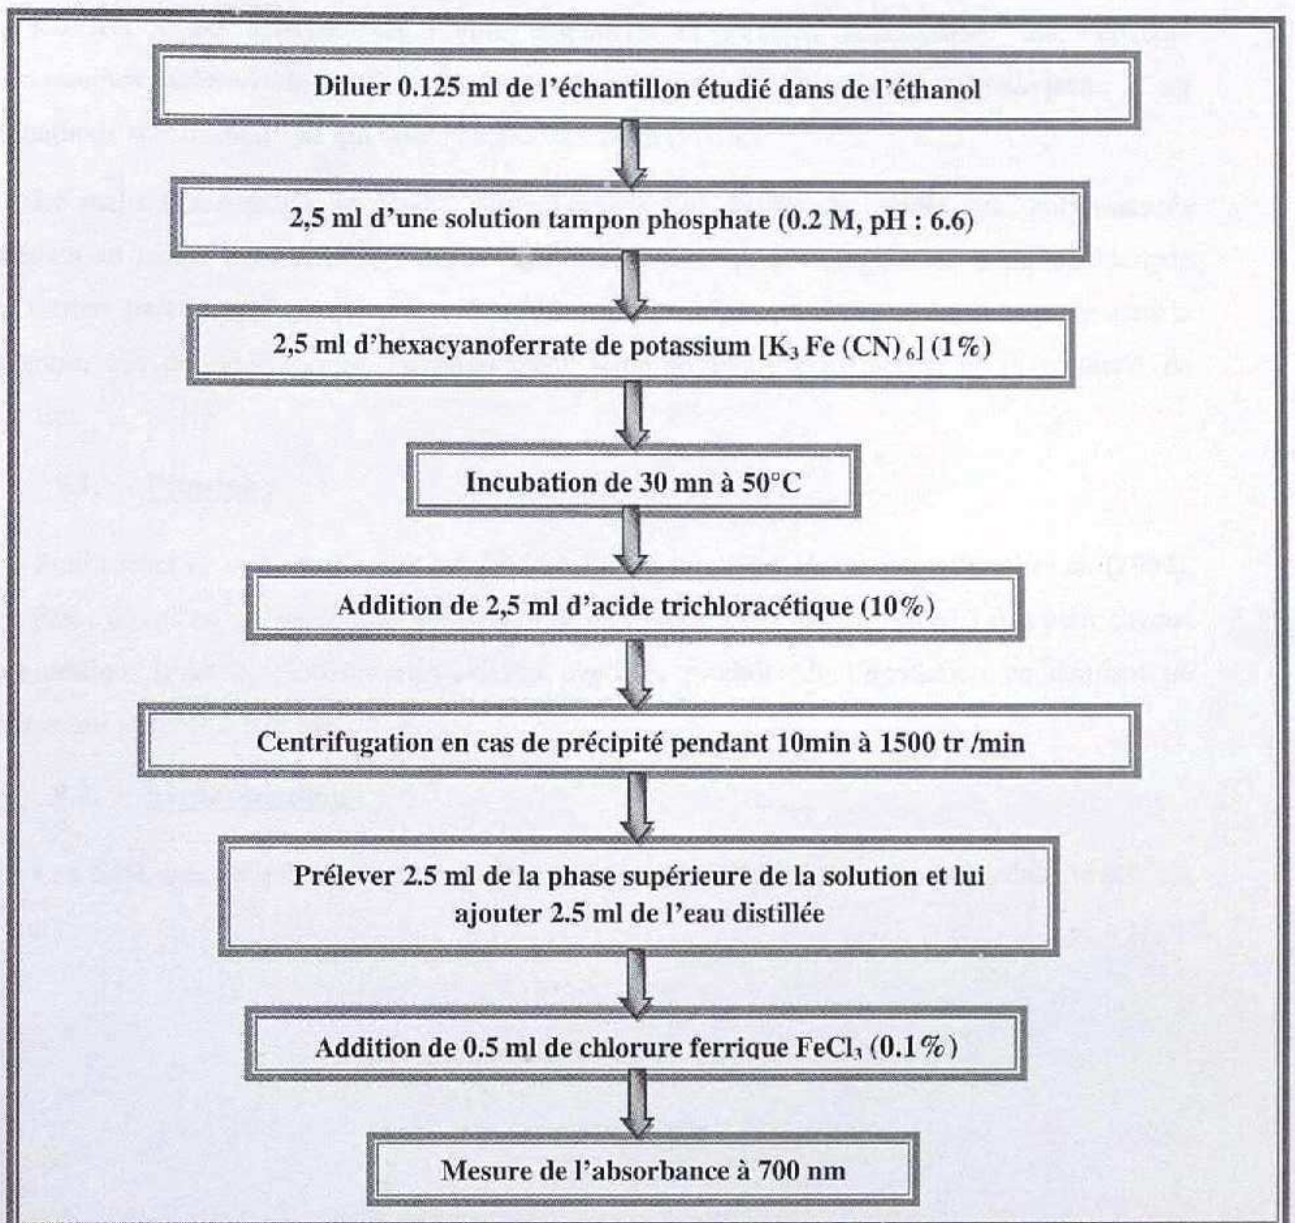 Diluer 0.125 ml de l'échantillon étudié dans de l'éthanol
2,5 ml d'une solution tampon phosphate (0.2 M, pH : 6.6)
2,5 ml d'hexacyanoferrate de potassium [K₃ Fe (CN) ₆] (1%)
Incubation de 30 mn à 50°C
Addition de 2,5 ml d'acide trichloracétique (10%)
Centrifugation en cas de précipité pendant 10min à 1500 tr /min
Prélever 2.5 ml de la phase supérieure de la solution et lui
ajouter 2.5 ml de l'eau distillée
Addition de 0.5 ml de chlorure ferrique FeCl₃ (0.1%)
Mesure de l'absorbance à 700 nm